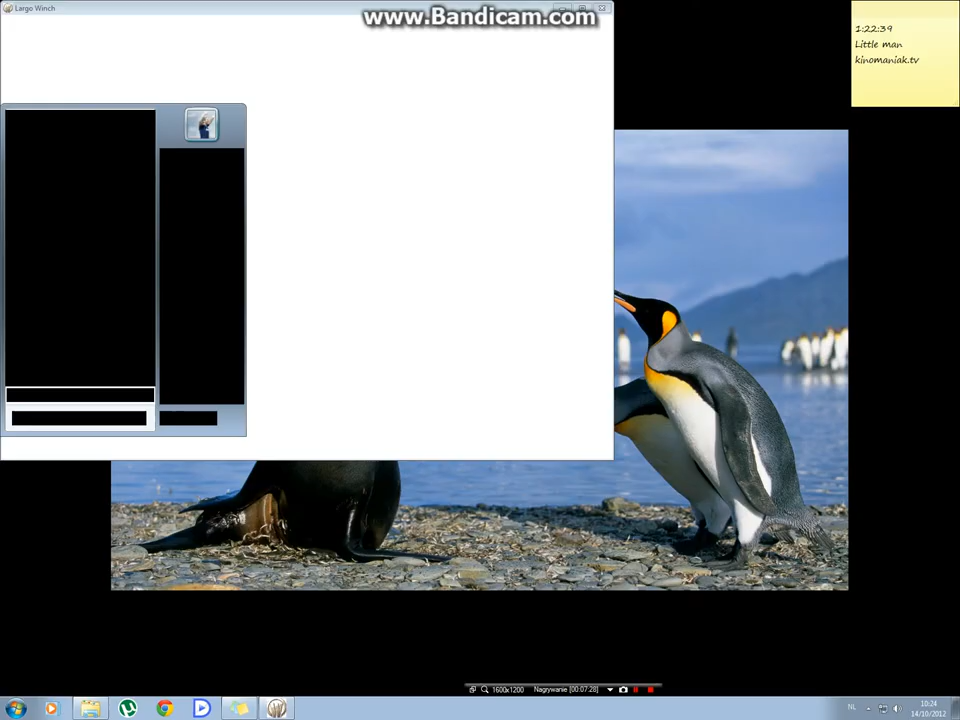 Largo Winch
www.Bandicam.com
1:22:39
Little man
kinomaniak.tv
1600x1200 Nagrywanie [00:07:28]
NL
10:24
14/10/2012